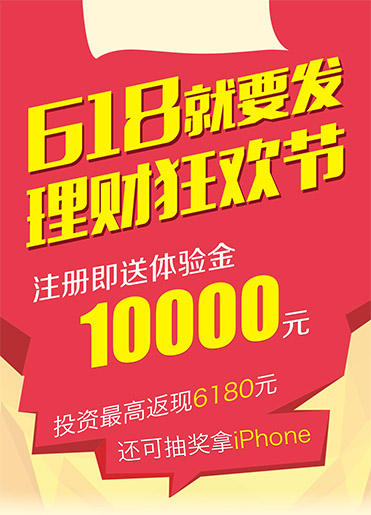 618就要发
理财狂欢节
注册即送体验金
10000元
投资最高返现6180元
还可抽奖拿iPhone